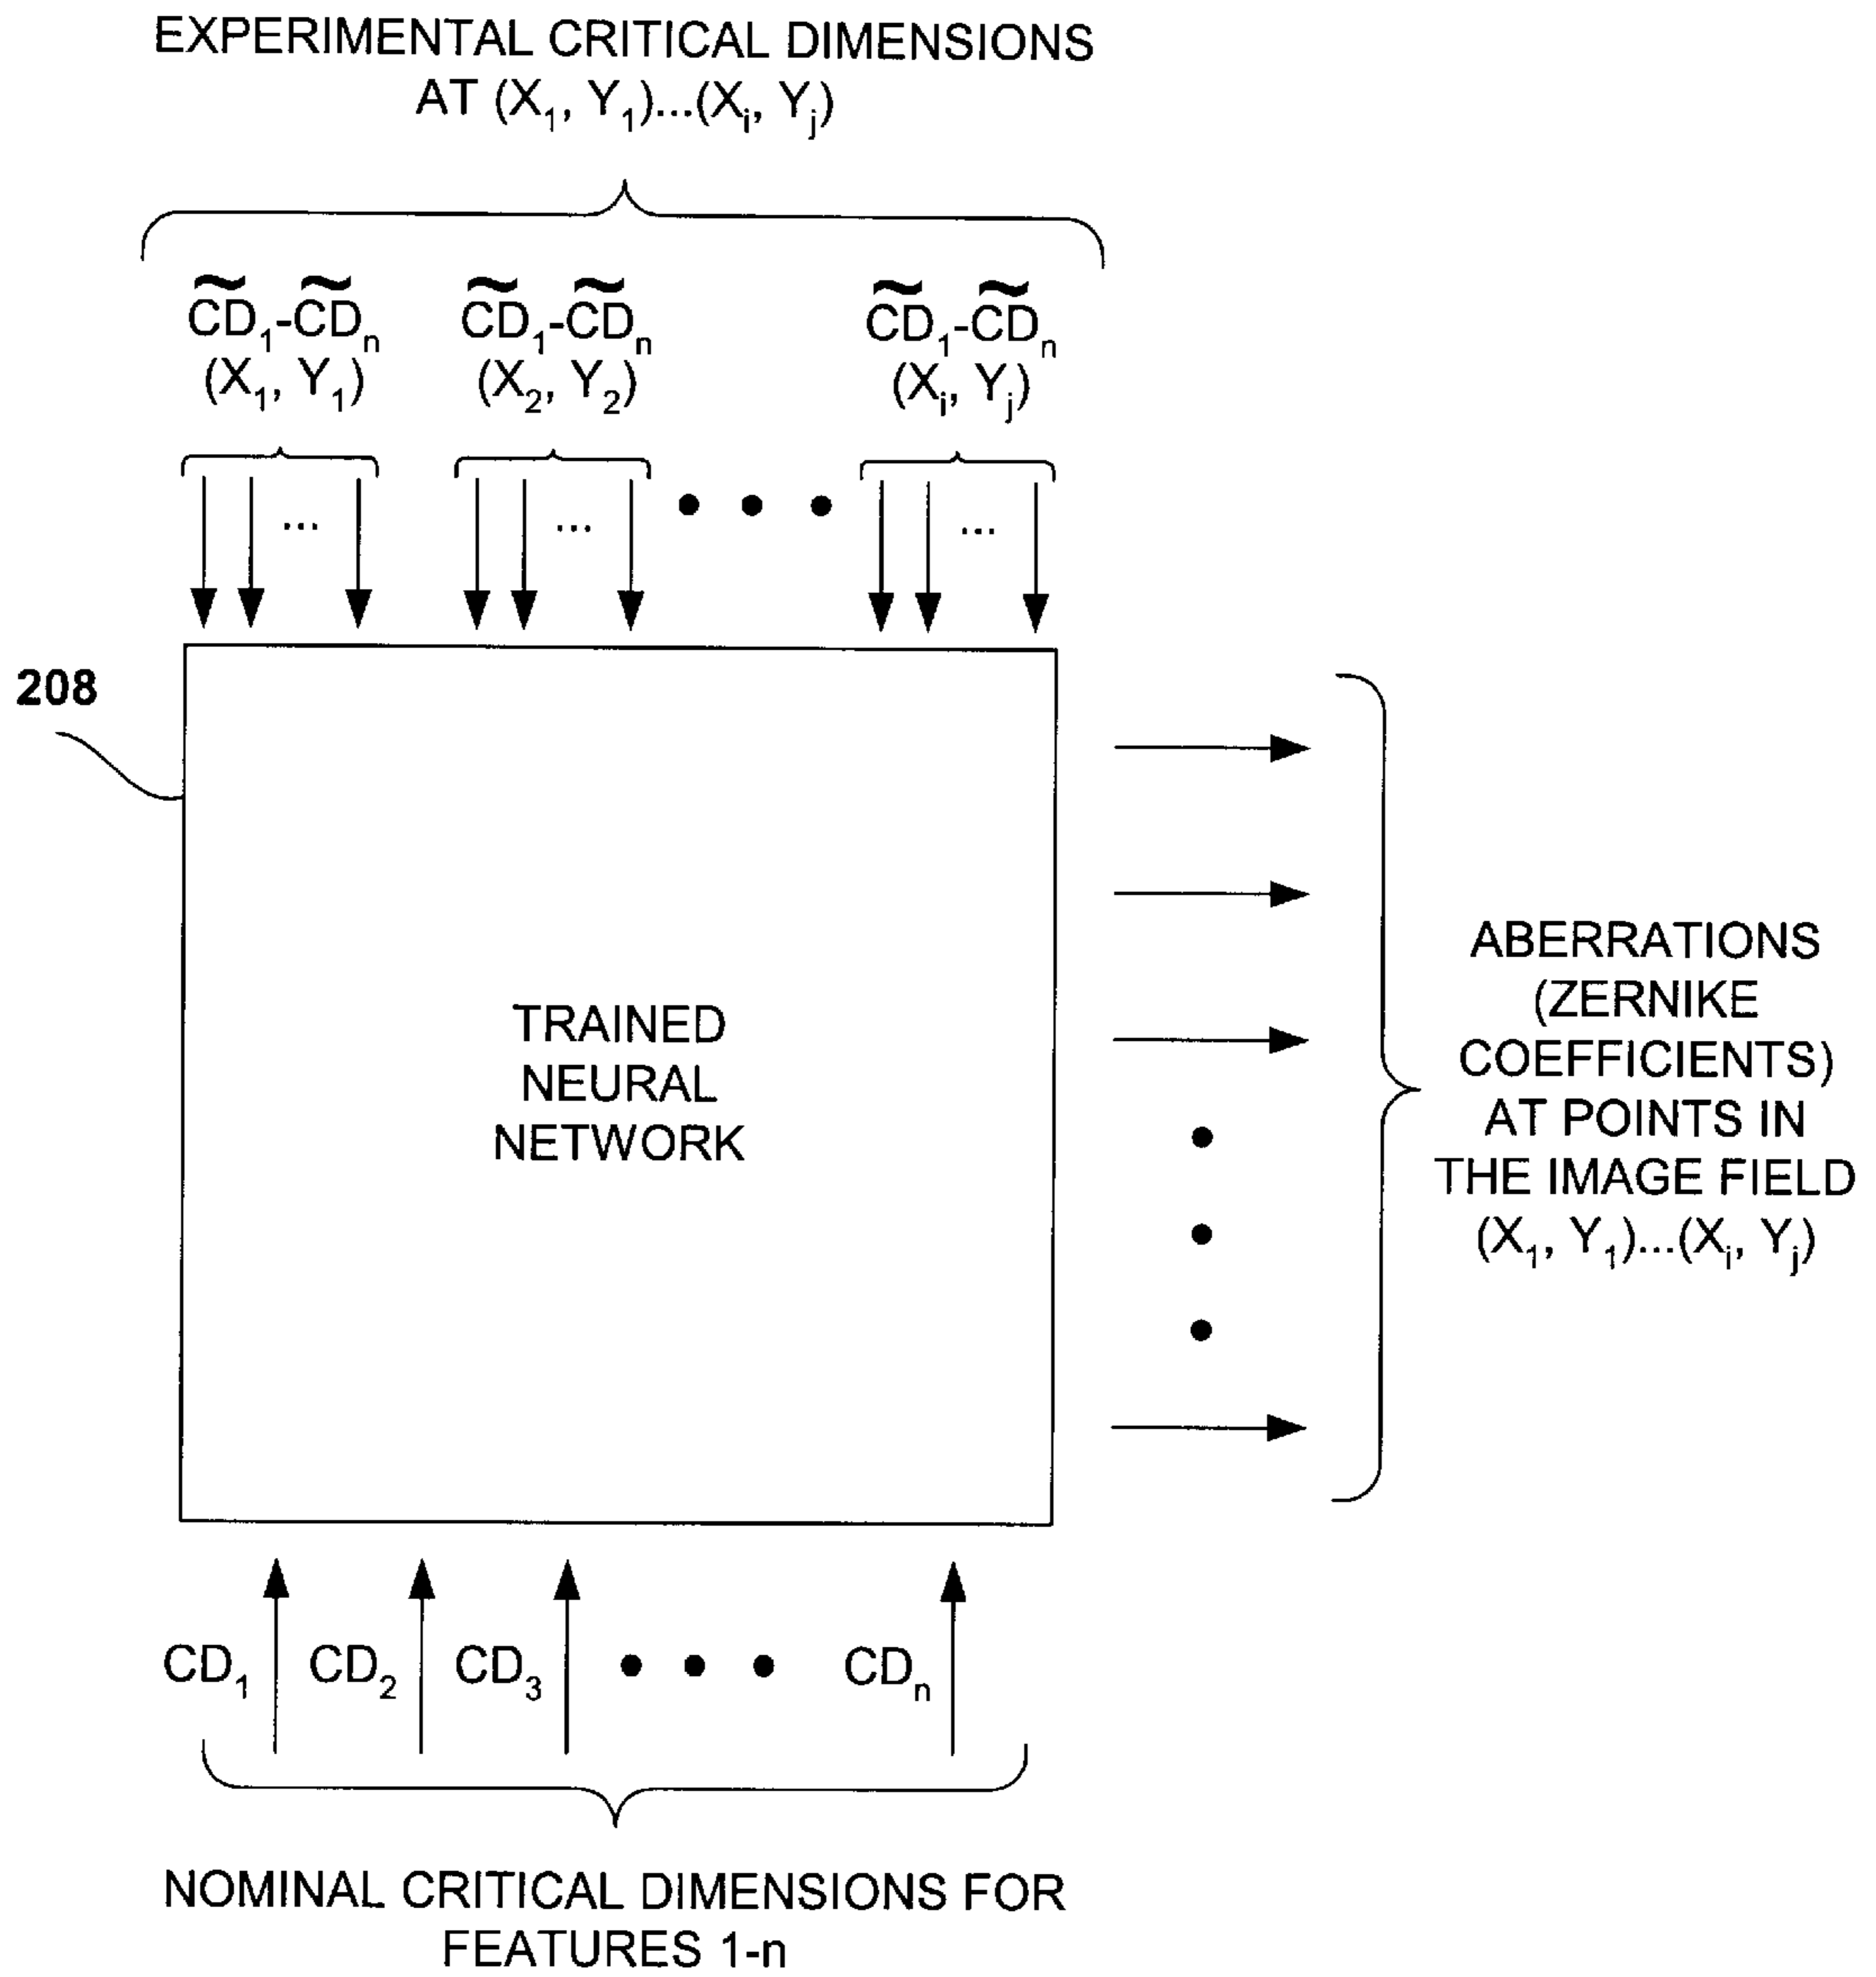 EXPERIMENTAL CRITICAL DIMENSIONS
AT (X₁, Y₁)...(Xᵢ, Yⱼ)
C͠D₁-C͠Dₙ C͠D₁-C͠Dₙ C͠D₁-C͠Dₙ
(X₁, Y₁) (X₂, Y₂) (Xᵢ, Yⱼ)
... ... • • • ...
208
TRAINED
NEURAL
NETWORK
ABERRATIONS
(ZERNIKE
COEFFICIENTS)
AT POINTS IN
THE IMAGE FIELD
(X₁, Y₁)...(Xᵢ, Yⱼ)
CD₁ CD₂ CD₃ • • • CDₙ
NOMINAL CRITICAL DIMENSIONS FOR
FEATURES 1-n